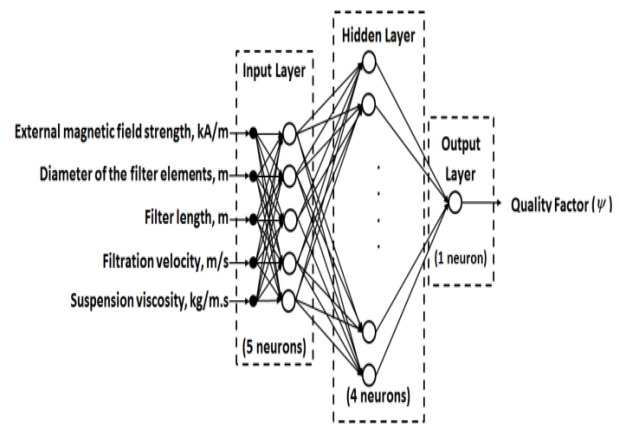 Hidden Layer
Input Layer
External magnetic field strength, kA/m
Diameter of the filter elements, m
Filter length, m
Filtration velocity, m/s
Suspension viscosity, kg/m.s
(5 neurons)
(4 neurons)
Output
Layer
(1 neuron)
Quality Factor (Ψ)